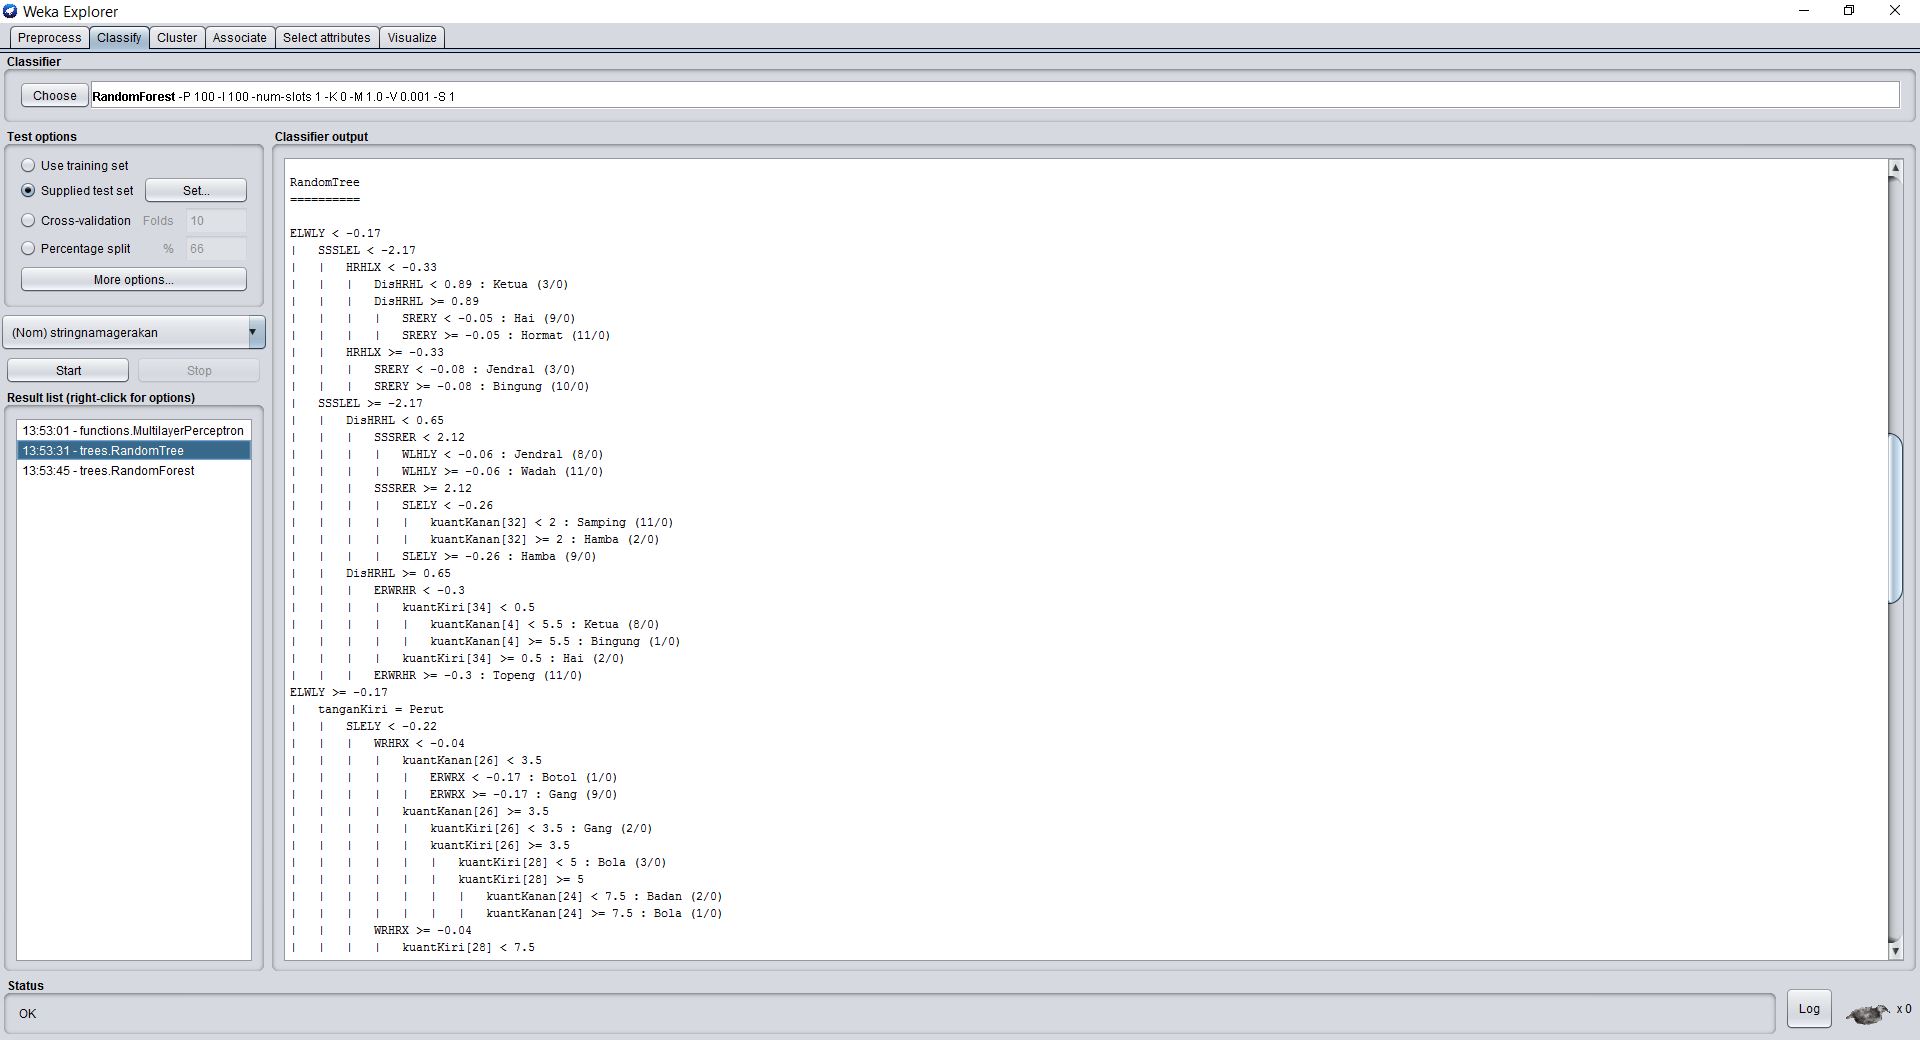 Weka Explorer
Preprocess Classify Cluster Associate Select attributes Visualize
Classifier
Choose RandomForest -P 100 -I 100 -num-slots 1 -K 0 -M 1.0 -V 0.001 -S 1
Test options
Use training set
Supplied test set Set...
Cross-validation Folds 10
Percentage split % 66
More options...
(Nom) stringnamagerakan
Start Stop
Result list (right-click for options)
13:53:01 - functions.MultilayerPerceptron
13:53:31 - trees.RandomTree
13:53:45 - trees.RandomForest
Classifier output
RandomTree
==========
ELWLY < -0.17
|   SSSLEL < -2.17
|   |   HRHLX < -0.33
|   |   |   DisHRHL < 0.89 : Ketua (3/0)
|   |   |   DisHRHL >= 0.89
|   |   |   |   SRERY < -0.05 : Hai (9/0)
|   |   |   |   SRERY >= -0.05 : Hormat (11/0)
|   |   HRHLX >= -0.33
|   |   |   SRERY < -0.08 : Jendral (3/0)
|   |   |   SRERY >= -0.08 : Bingung (10/0)
|   SSSLEL >= -2.17
|   |   DisHRHL < 0.65
|   |   |   SSSRER < 2.12
|   |   |   |   WLHLY < -0.06 : Jendral (8/0)
|   |   |   |   WLHLY >= -0.06 : Wadah (11/0)
|   |   |   SSSRER >= 2.12
|   |   |   |   SLELY < -0.26
|   |   |   |   |   kuantKanan[32] < 2 : Samping (11/0)
|   |   |   |   |   kuantKanan[32] >= 2 : Hamba (2/0)
|   |   |   |   SLELY >= -0.26 : Hamba (9/0)
|   |   DisHRHL >= 0.65
|   |   |   ERWRHR < -0.3
|   |   |   |   kuantKiri[34] < 0.5
|   |   |   |   |   kuantKanan[4] < 5.5 : Ketua (8/0)
|   |   |   |   |   kuantKanan[4] >= 5.5 : Bingung (1/0)
|   |   |   |   kuantKiri[34] >= 0.5 : Hai (2/0)
|   |   |   ERWRHR >= -0.3 : Topeng (11/0)
ELWLY >= -0.17
|   tanganKiri = Perut
|   |   SLELY < -0.22
|   |   |   WRHRX < -0.04
|   |   |   |   kuantKanan[26] < 3.5
|   |   |   |   |   ERWRX < -0.17 : Botol (1/0)
|   |   |   |   |   ERWRX >= -0.17 : Gang (9/0)
|   |   |   |   kuantKanan[26] >= 3.5
|   |   |   |   |   kuantKiri[26] < 3.5 : Gang (2/0)
|   |   |   |   |   kuantKiri[26] >= 3.5
|   |   |   |   |   |   kuantKiri[28] < 5 : Bola (3/0)
|   |   |   |   |   |   kuantKiri[28] >= 5
|   |   |   |   |   |   |   kuantKanan[24] < 7.5 : Badan (2/0)
|   |   |   |   |   |   |   kuantKanan[24] >= 7.5 : Bola (1/0)
|   |   |   WRHRX >= -0.04
|   |   |   |   kuantKiri[28] < 7.5
Status
OK
Log
x 0